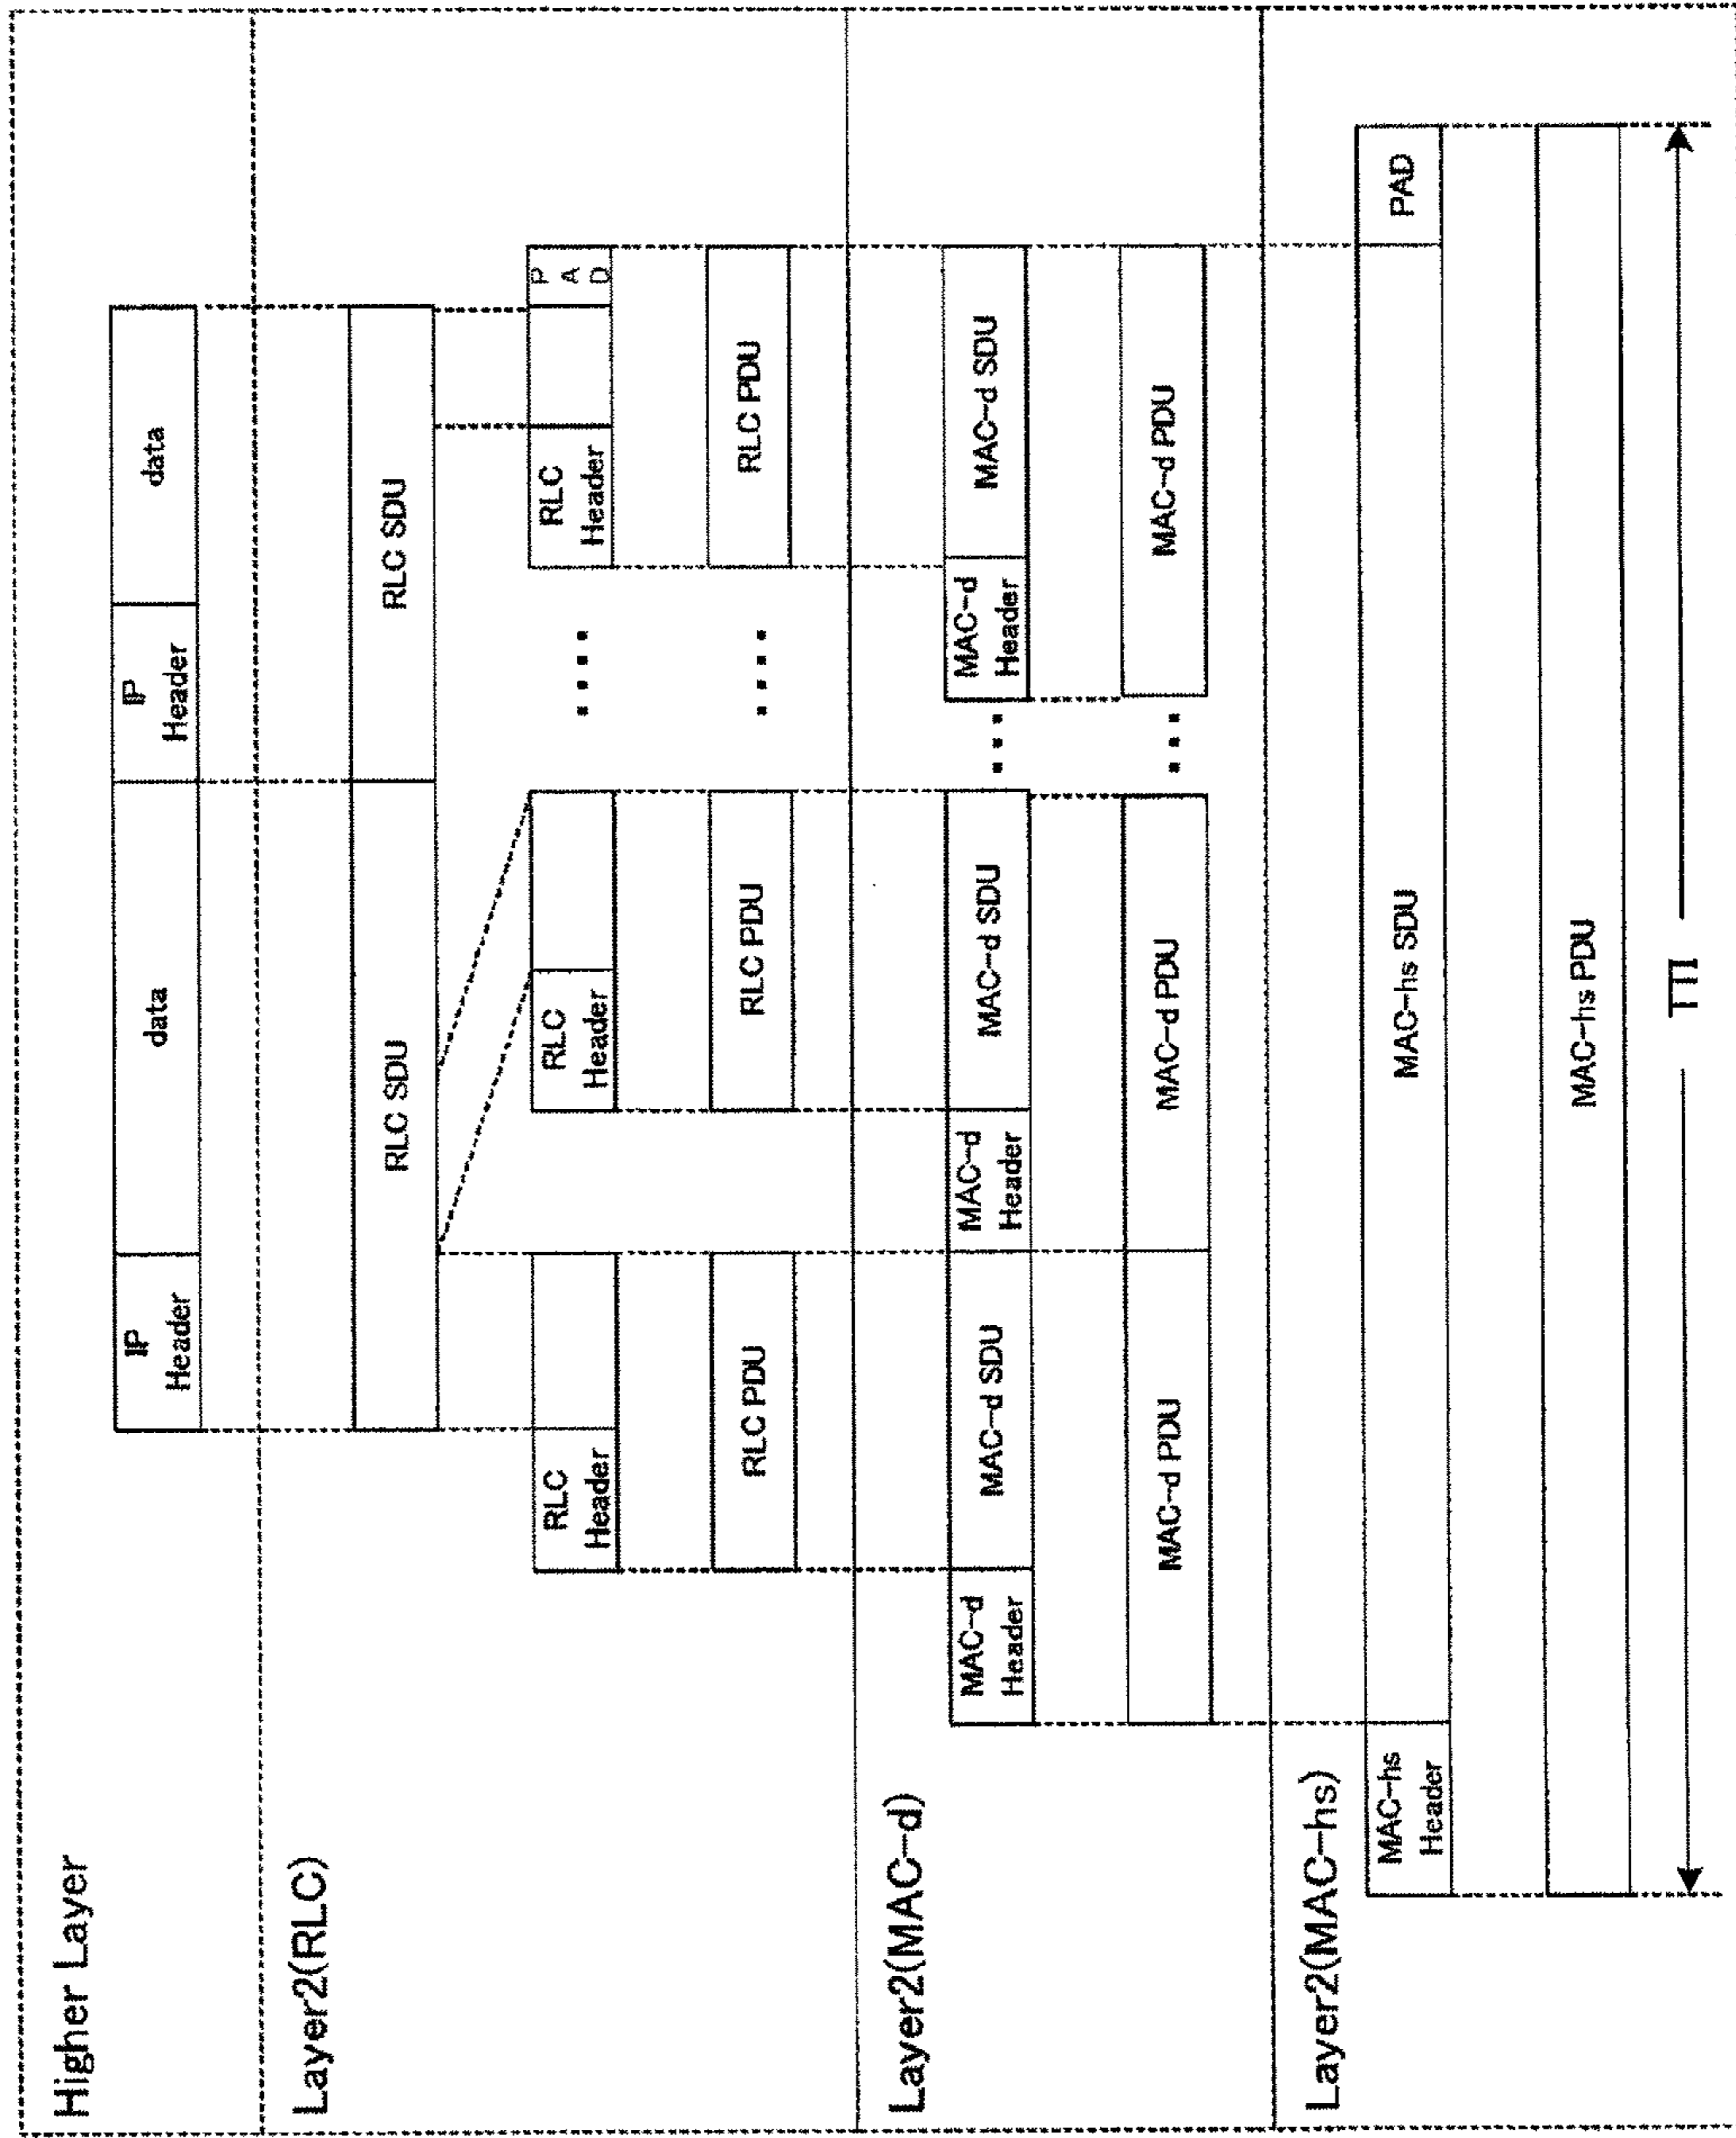 Higher Layer
IP
Header
data
IP
Header
data
Layer2(RLC)
RLC SDU
RLC SDU
RLC
Header
RLC
Header
....
RLC
Header
P
A
D
RLC PDU
RLC PDU
....
RLC PDU
Layer2(MAC-d)
MAC-d
Header
MAC-d SDU
MAC-d
Header
MAC-d SDU
...
MAC-d
Header
MAC-d SDU
MAC-d PDU
MAC-d PDU
...
MAC-d PDU
Layer2(MAC-hs)
MAC-hs
Header
MAC-hs SDU
PAD
MAC-hs PDU
TTI